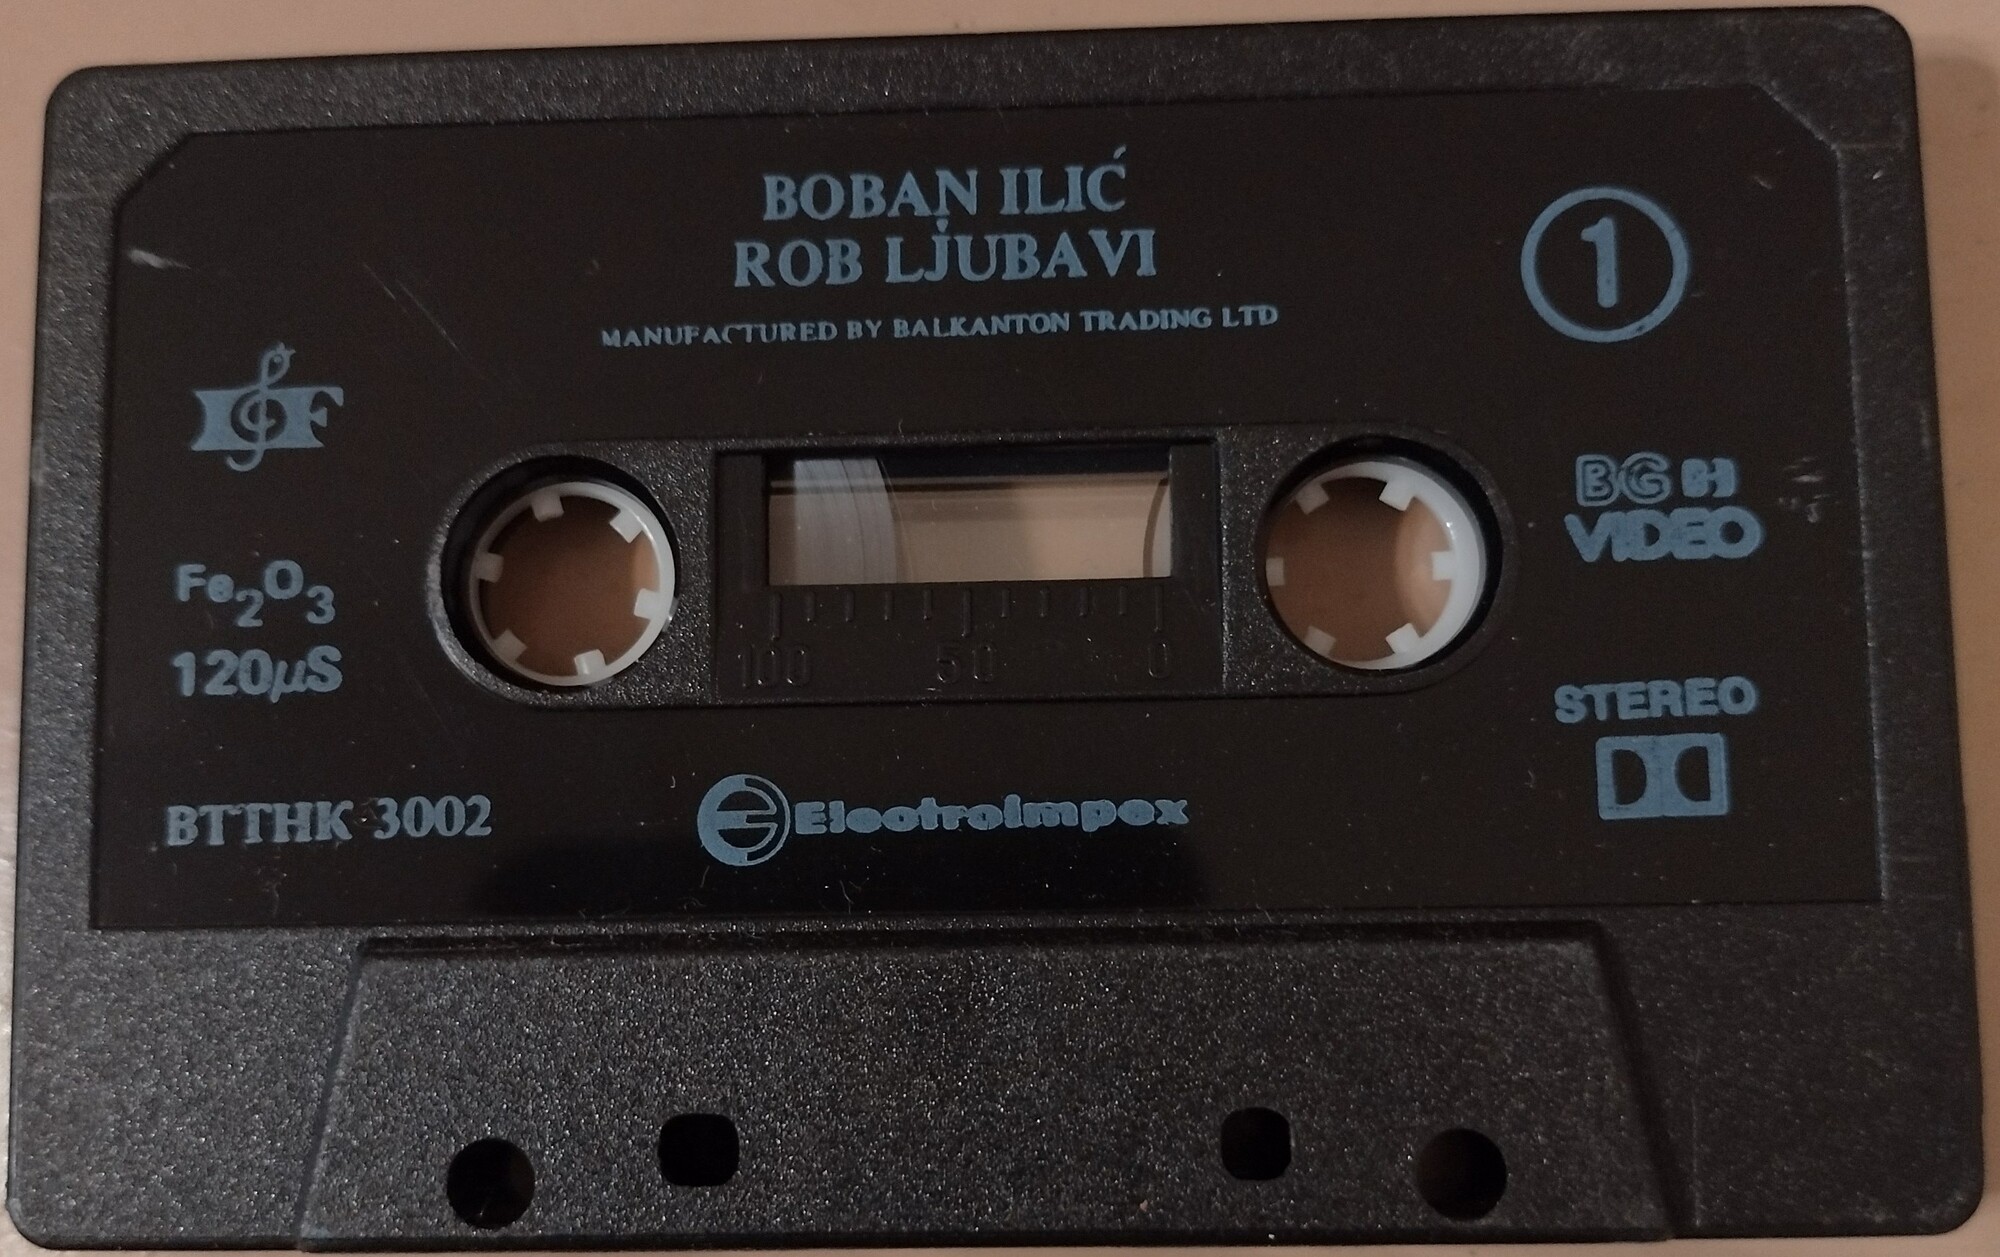 BOBAN ILIĆ
ROB LJUBAVI
MANUFACTURED BY BALKANTON TRADING LTD
1
BG
VIDEO
Fe₂O₃
120μS
100 50 0
STEREO
BTTHK 3002
Electroimpex